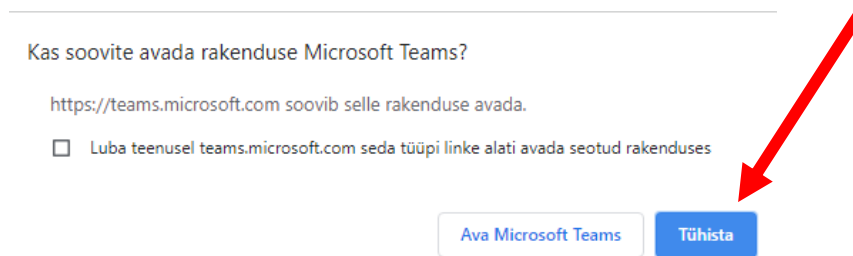 Kas soovite avada rakenduse Microsoft Teams?
https://teams.microsoft.com soovib selle rakenduse avada.
Luba teenusel teams.microsoft.com seda tüüpi linke alati avada seotud rakenduses
Ava Microsoft Teams Tühista